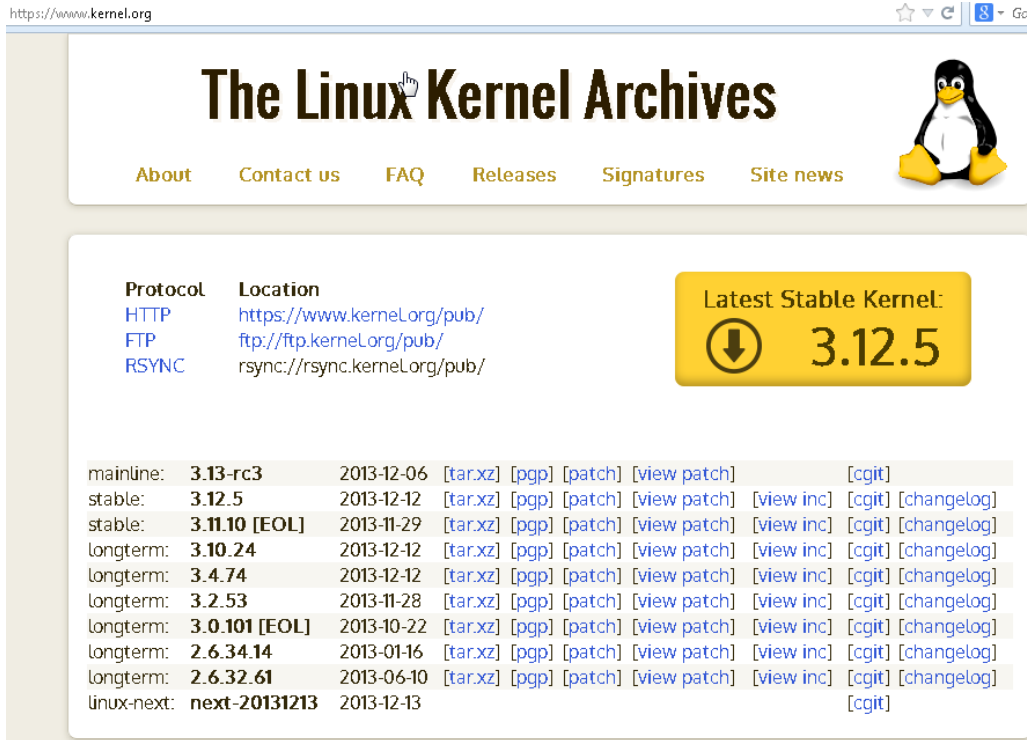 https://www.kernel.org
8 Go
The Linux Kernel Archives
About Contact us FAQ Releases Signatures Site news
Protocol Location
HTTP https://www.kernel.org/pub/
FTP ftp://ftp.kernel.org/pub/
RSYNC rsync://rsync.kernel.org/pub/
Latest Stable Kernel:
3.12.5
mainline: 3.13-rc3 2013-12-06 [tar.xz] [pgp] [patch] [view patch] [cgit]
stable: 3.12.5 2013-12-12 [tar.xz] [pgp] [patch] [view patch] [view inc] [cgit] [changelog]
stable: 3.11.10 [EOL] 2013-11-29 [tar.xz] [pgp] [patch] [view patch] [view inc] [cgit] [changelog]
longterm: 3.10.24 2013-12-12 [tar.xz] [pgp] [patch] [view patch] [view inc] [cgit] [changelog]
longterm: 3.4.74 2013-12-12 [tar.xz] [pgp] [patch] [view patch] [view inc] [cgit] [changelog]
longterm: 3.2.53 2013-11-28 [tar.xz] [pgp] [patch] [view patch] [view inc] [cgit] [changelog]
longterm: 3.0.101 [EOL] 2013-10-22 [tar.xz] [pgp] [patch] [view patch] [view inc] [cgit] [changelog]
longterm: 2.6.34.14 2013-01-16 [tar.xz] [pgp] [patch] [view patch] [view inc] [cgit] [changelog]
longterm: 2.6.32.61 2013-06-10 [tar.xz] [pgp] [patch] [view patch] [view inc] [cgit] [changelog]
linux-next: next-20131213 2013-12-13 [cgit]